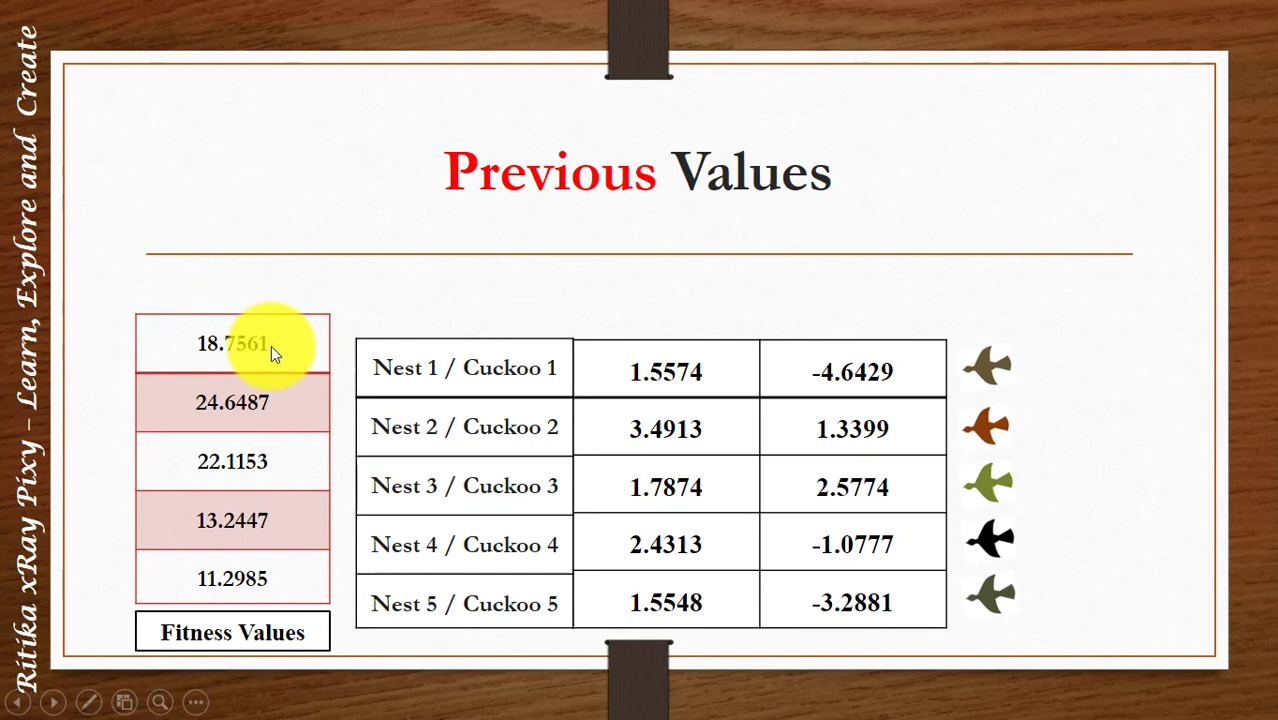 Ritika xRay Pixy – Learn, Explore and Create
Previous Values
18.7561
24.6487
22.1153
13.2447
11.2985
Fitness Values
Nest 1 / Cuckoo 1 1.5574 -4.6429
Nest 2 / Cuckoo 2 3.4913 1.3399
Nest 3 / Cuckoo 3 1.7874 2.5774
Nest 4 / Cuckoo 4 2.4313 -1.0777
Nest 5 / Cuckoo 5 1.5548 -3.2881